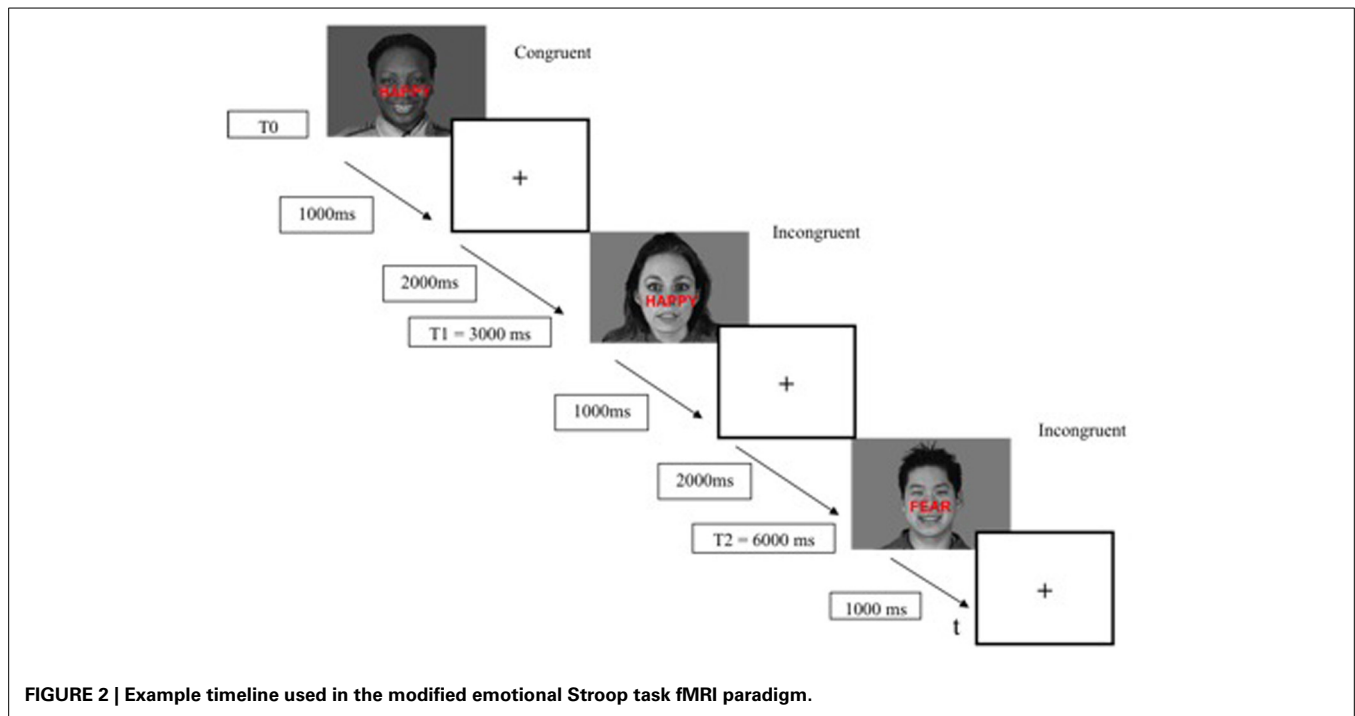 Congruent
HAPPY
T0
+
1000ms
Incongruent
2000ms
HAPPY
T1 = 3000 ms
+
1000ms
Incongruent
2000ms
FEAR
T2 = 6000 ms
+
1000 ms
t
FIGURE 2 | Example timeline used in the modified emotional Stroop task fMRI paradigm.